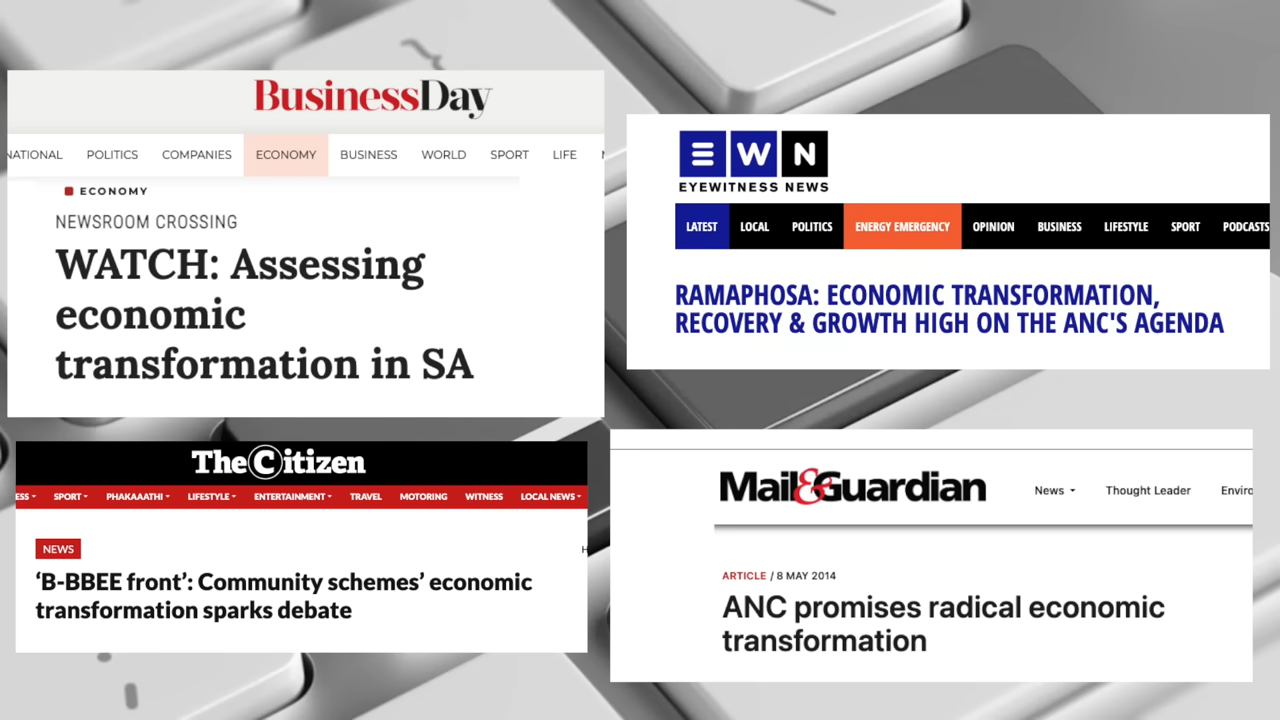 BusinessDay
NATIONAL POLITICS COMPANIES ECONOMY BUSINESS WORLD SPORT LIFE
ECONOMY
NEWSROOM CROSSING
WATCH: Assessing
economic
transformation in SA
EWN
EYEWITNESS NEWS
LATEST LOCAL POLITICS ENERGY EMERGENCY OPINION BUSINESS LIFESTYLE SPORT PODCASTS
RAMAPHOSA: ECONOMIC TRANSFORMATION,
RECOVERY & GROWTH HIGH ON THE ANC'S AGENDA
The Citizen
ESS SPORT PHAKAAATHI LIFESTYLE ENTERTAINMENT TRAVEL MOTORING WITNESS LOCAL NEWS
NEWS
H
‘B-BBEE front’: Community schemes’ economic
transformation sparks debate
Mail&Guardian
News Thought Leader Enviro
ARTICLE / 8 MAY 2014
ANC promises radical economic
transformation